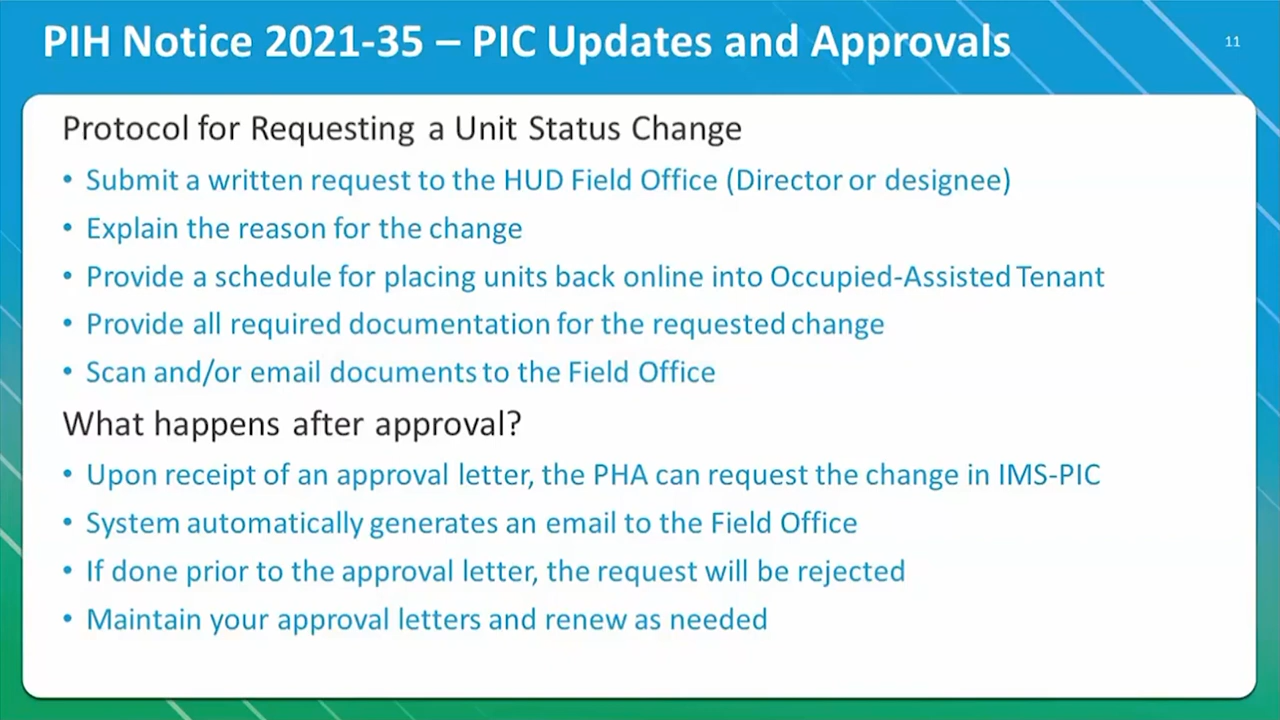 PIH Notice 2021-35 – PIC Updates and Approvals
11
Protocol for Requesting a Unit Status Change
• Submit a written request to the HUD Field Office (Director or designee)
• Explain the reason for the change
• Provide a schedule for placing units back online into Occupied-Assisted Tenant
• Provide all required documentation for the requested change
• Scan and/or email documents to the Field Office
What happens after approval?
• Upon receipt of an approval letter, the PHA can request the change in IMS-PIC
• System automatically generates an email to the Field Office
• If done prior to the approval letter, the request will be rejected
• Maintain your approval letters and renew as needed